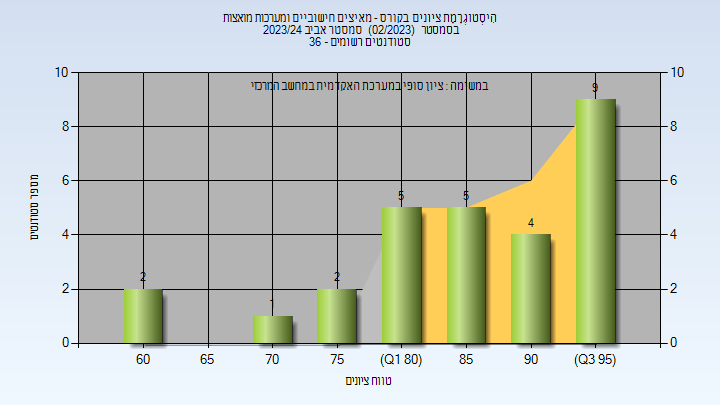 הִיסטוֹגְרָמַת ציונים בקורס - מאיצים חישוביים ומערכות מואצות
בסמסטר (02/2023) סמסטר אביב 2023/24
סטודנטים רשומים - 36
במשימה : ציון סופי במערכת האקדמית במחשב המרכזי
10 10
8 8
6 6
4 4
2 2
0 0
2 1 2 5 5 4 9
60 65 70 75 (Q1 80) 85 90 (Q3 95)
מספר סטודנטים
טווח ציונים